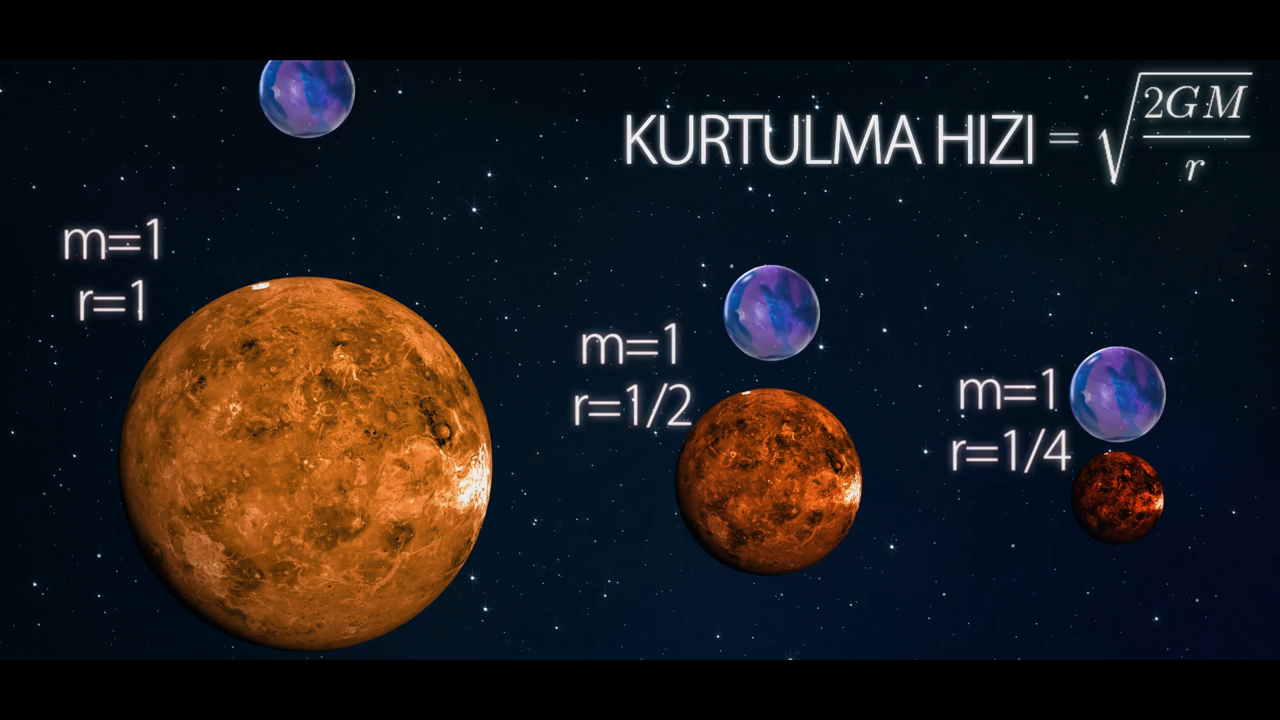 KURTULMA HIZI = √(2GM/r)
m=1
r=1
m=1
r=1/2
m=1
r=1/4